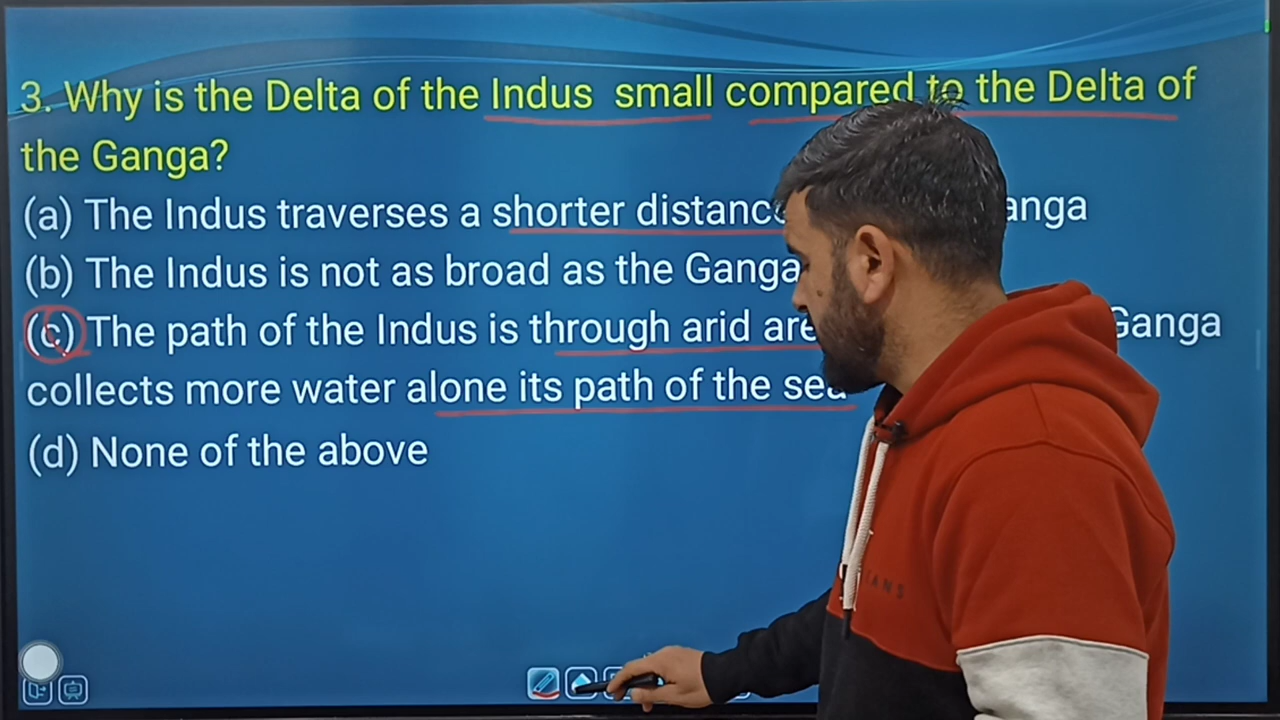 3. Why is the Delta of the Indus small compared to the Delta of
the Ganga?
(a) The Indus traverses a shorter distance anga
(b) The Indus is not as broad as the Ganga
(c) The path of the Indus is through arid are Ganga
collects more water alone its path of the sea
(d) None of the above